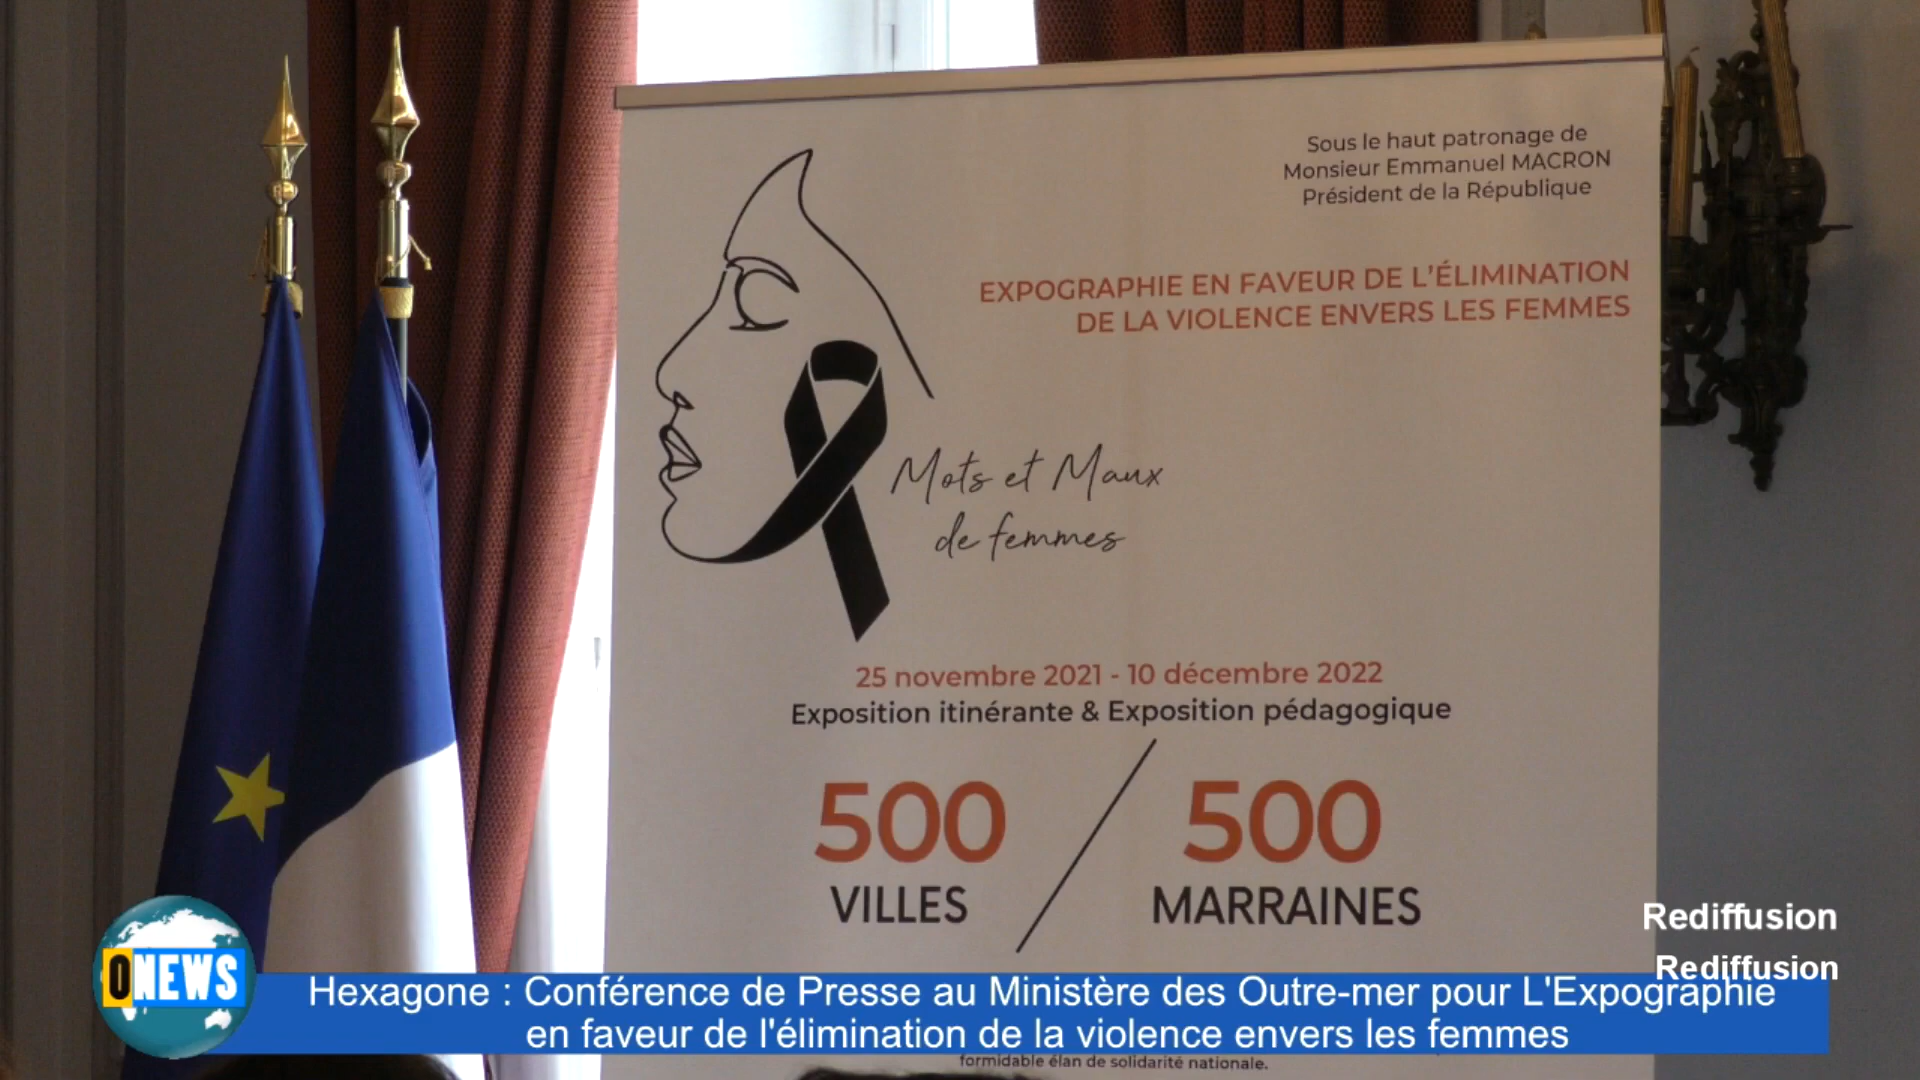 Sous le haut patronage de
Monsieur Emmanuel MACRON
Président de la République
EXPOGRAPHIE EN FAVEUR DE L'ÉLIMINATION
DE LA VIOLENCE ENVERS LES FEMMES
Mots et Maux
de femmes
25 novembre 2021 - 10 décembre 2022
Exposition itinérante & Exposition pédagogique
500 / 500
VILLES MARRAINES
Rediffusion
Rediffusion
ONEWS
Hexagone : Conférence de Presse au Ministère des Outre-mer pour L'Expographie
en faveur de l'élimination de la violence envers les femmes
formidable élan de solidarité nationale.